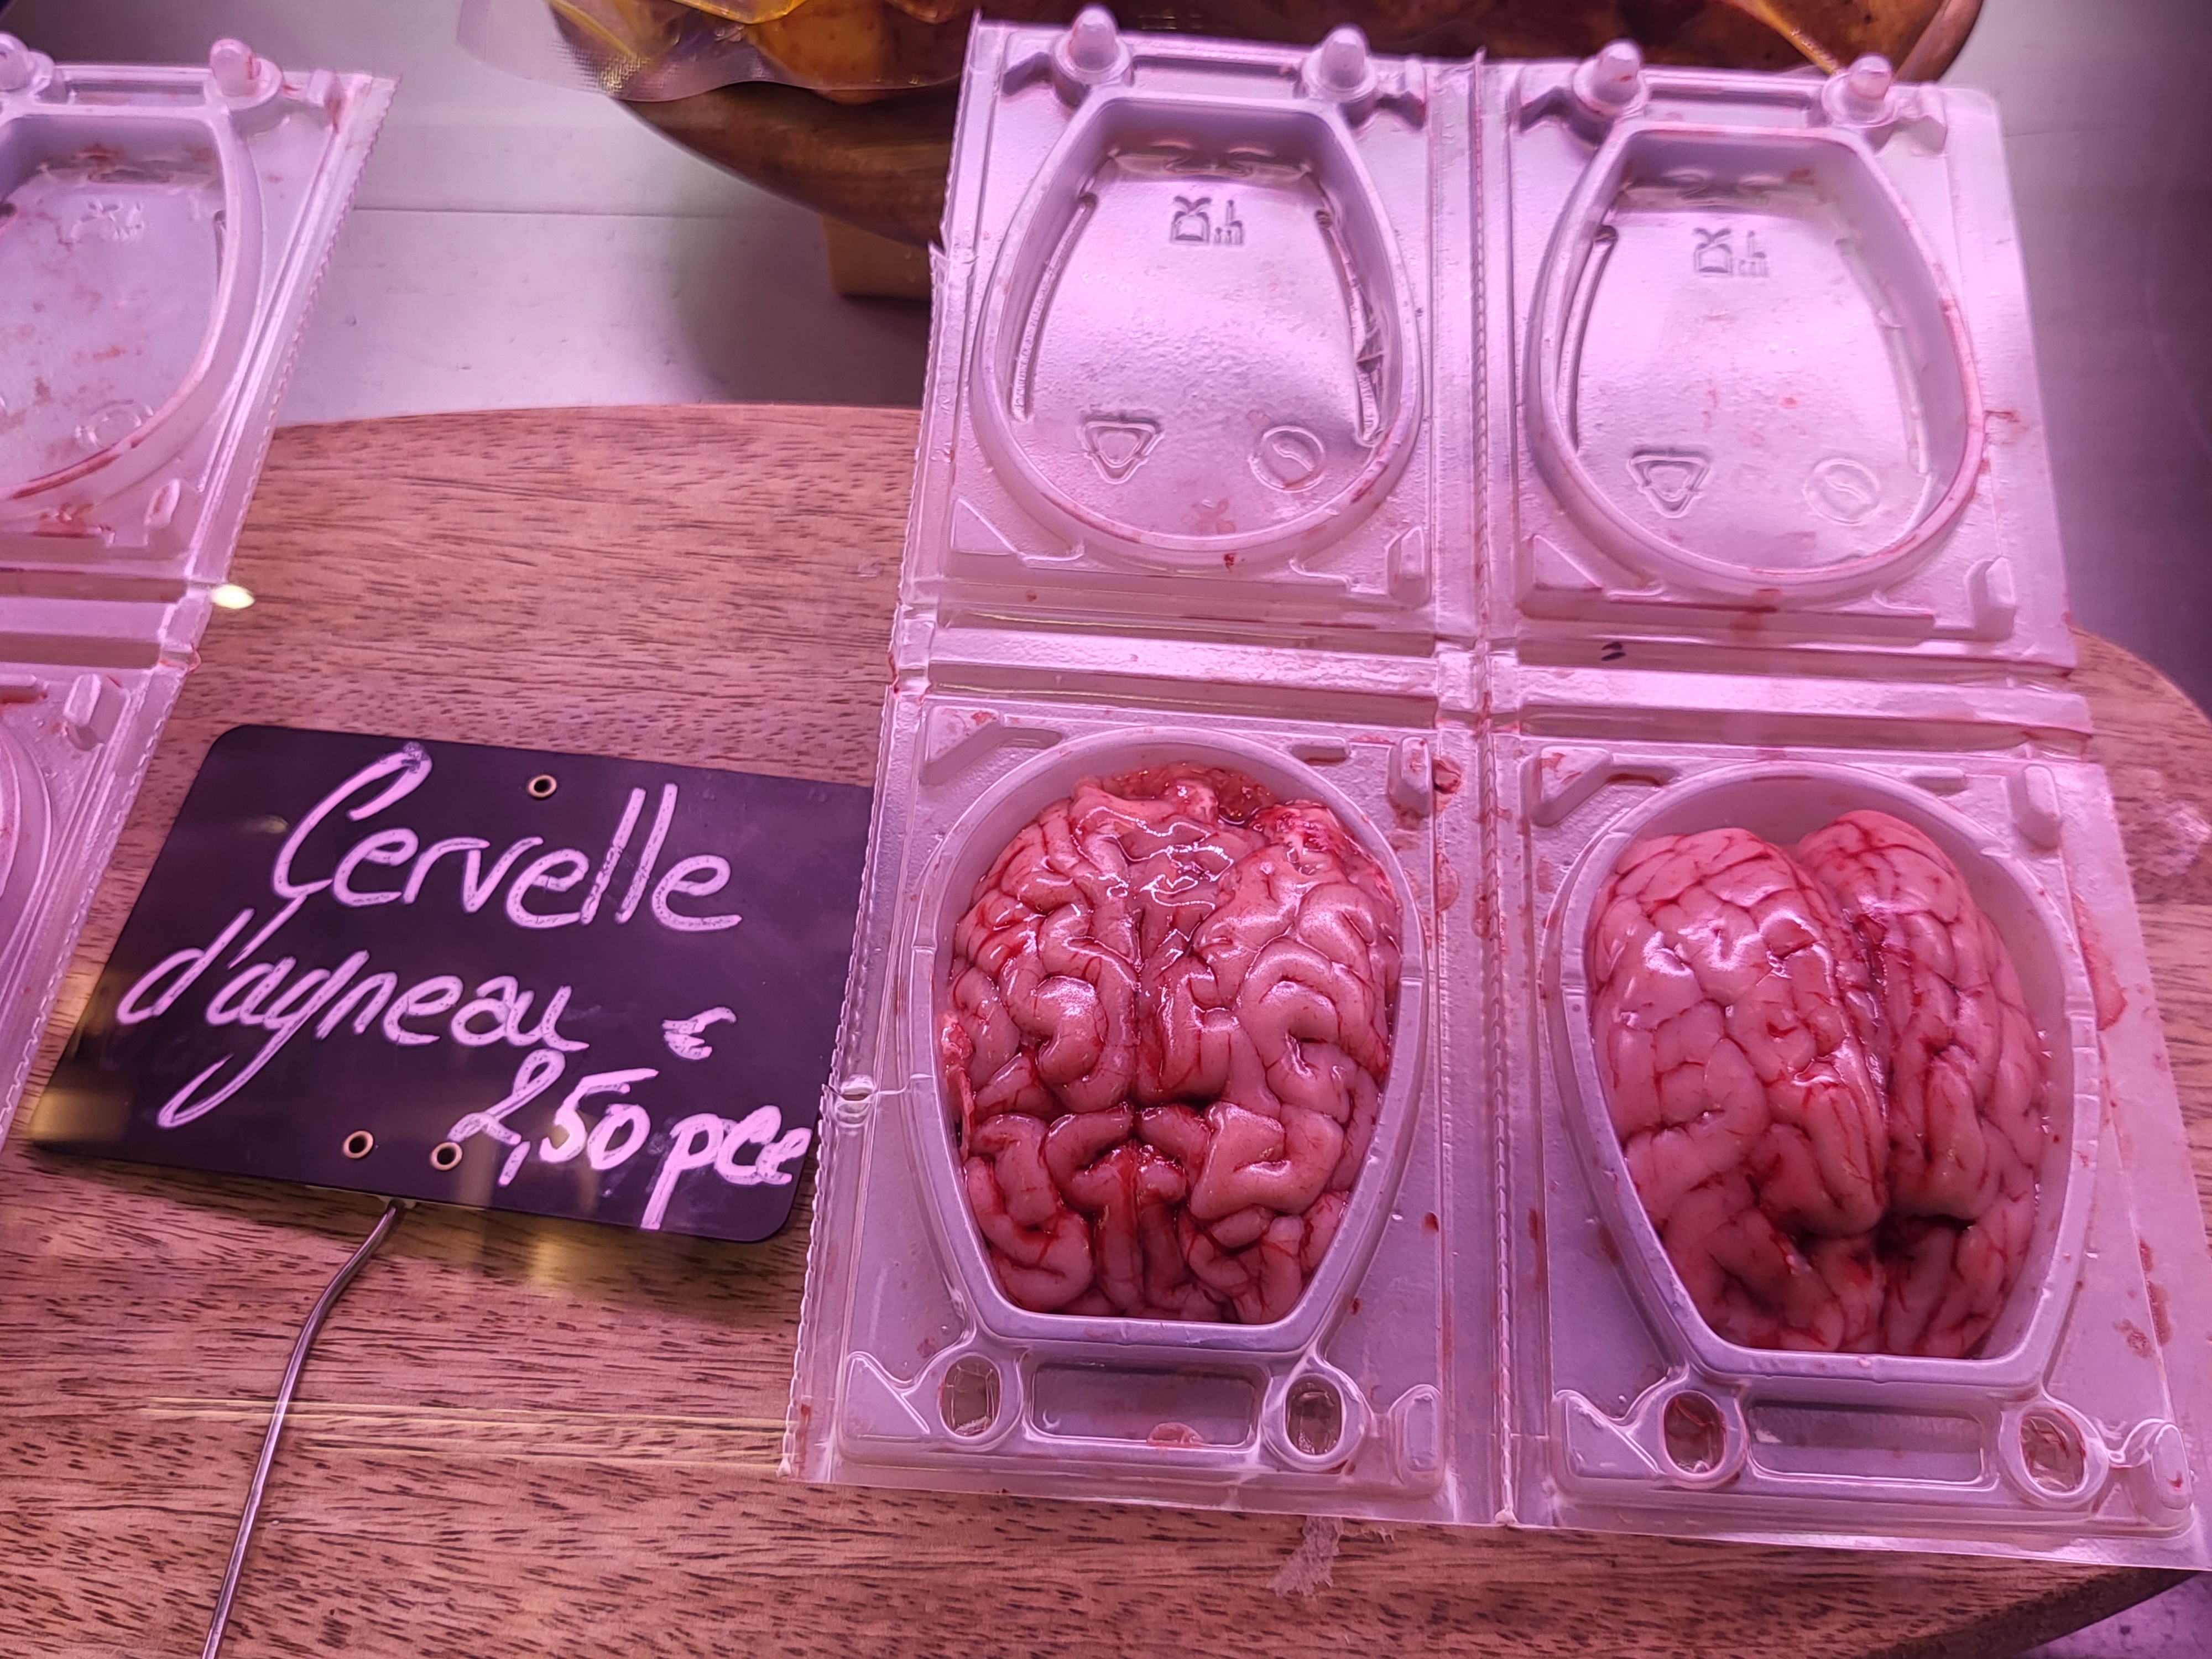 Cervelle
d'agneau €
2,50 pce